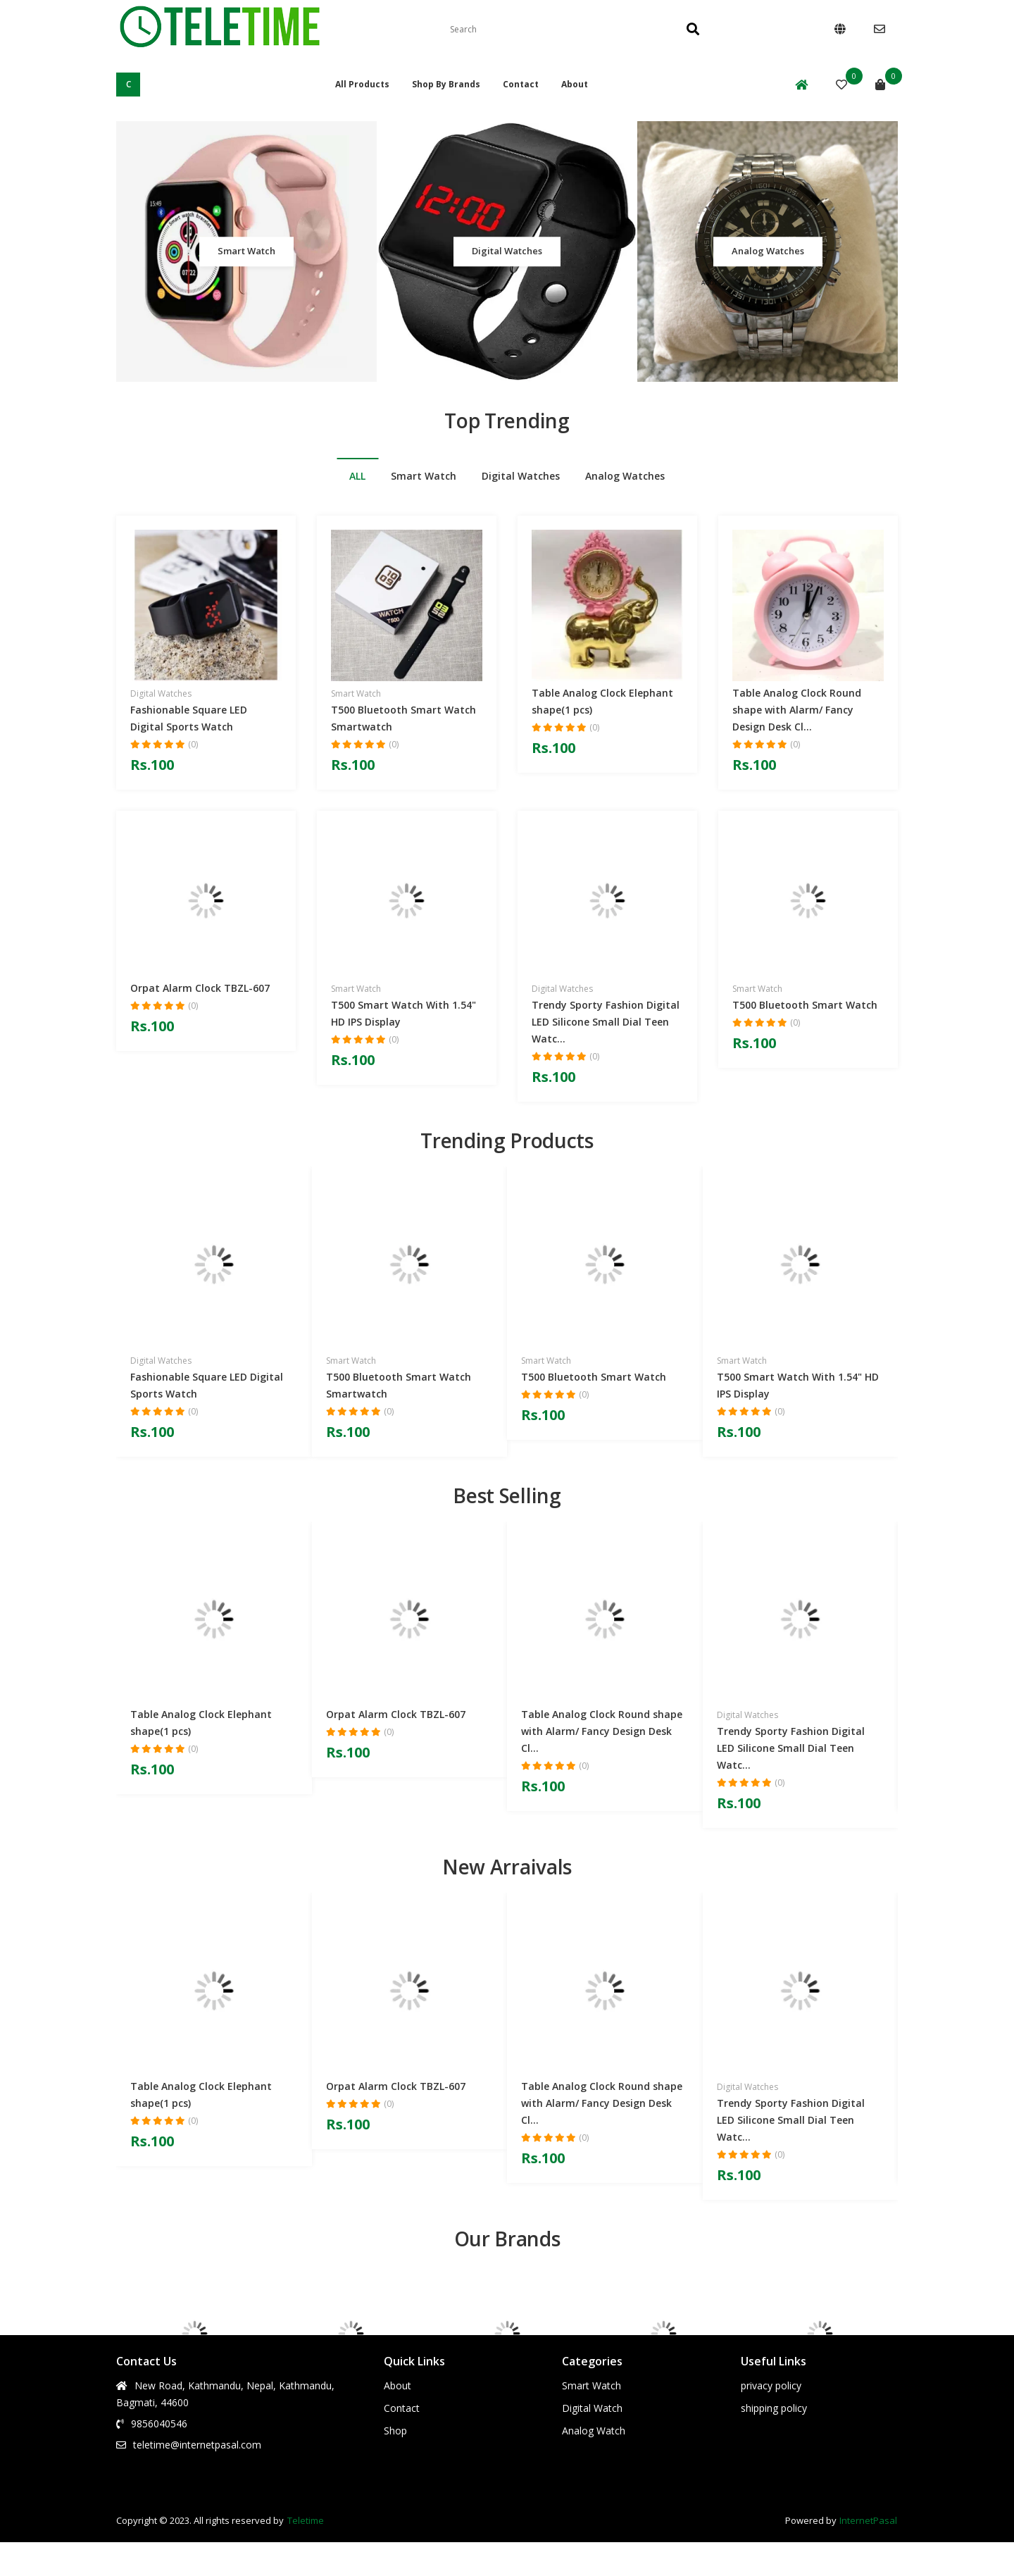 TELETIME
Search
C
All Products
Shop By Brands
Contact
About
0
0
Smart Watch
Digital Watches
Analog Watches
12:00
Top Trending
ALL
Smart Watch
Digital Watches
Analog Watches
Digital Watches
Fashionable Square LED
Digital Sports Watch
(0)
Rs.100
WATCH
T500
Smart Watch
T500 Bluetooth Smart Watch
Smartwatch
(0)
Rs.100
Table Analog Clock Elephant
shape(1 pcs)
(0)
Rs.100
Table Analog Clock Round
shape with Alarm/ Fancy
Design Desk Cl...
(0)
Rs.100
Orpat Alarm Clock TBZL-607
(0)
Rs.100
Smart Watch
T500 Smart Watch With 1.54"
HD IPS Display
(0)
Rs.100
Digital Watches
Trendy Sporty Fashion Digital
LED Silicone Small Dial Teen
Watc...
(0)
Rs.100
Smart Watch
T500 Bluetooth Smart Watch
(0)
Rs.100
Trending Products
Digital Watches
Fashionable Square LED Digital
Sports Watch
(0)
Rs.100
Smart Watch
T500 Bluetooth Smart Watch
Smartwatch
(0)
Rs.100
Smart Watch
T500 Bluetooth Smart Watch
(0)
Rs.100
Smart Watch
T500 Smart Watch With 1.54" HD
IPS Display
(0)
Rs.100
Best Selling
Table Analog Clock Elephant
shape(1 pcs)
(0)
Rs.100
Orpat Alarm Clock TBZL-607
(0)
Rs.100
Table Analog Clock Round shape
with Alarm/ Fancy Design Desk
Cl...
(0)
Rs.100
Digital Watches
Trendy Sporty Fashion Digital
LED Silicone Small Dial Teen
Watc...
(0)
Rs.100
New Arraivals
Table Analog Clock Elephant
shape(1 pcs)
(0)
Rs.100
Orpat Alarm Clock TBZL-607
(0)
Rs.100
Table Analog Clock Round shape
with Alarm/ Fancy Design Desk
Cl...
(0)
Rs.100
Digital Watches
Trendy Sporty Fashion Digital
LED Silicone Small Dial Teen
Watc...
(0)
Rs.100
Our Brands
Contact Us
New Road, Kathmandu, Nepal, Kathmandu,
Bagmati, 44600
9856040546
teletime@internetpasal.com
Quick Links
About
Contact
Shop
Categories
Smart Watch
Digital Watch
Analog Watch
Useful Links
privacy policy
shipping policy
Copyright © 2023. All rights reserved by Teletime
Powered by InternetPasal